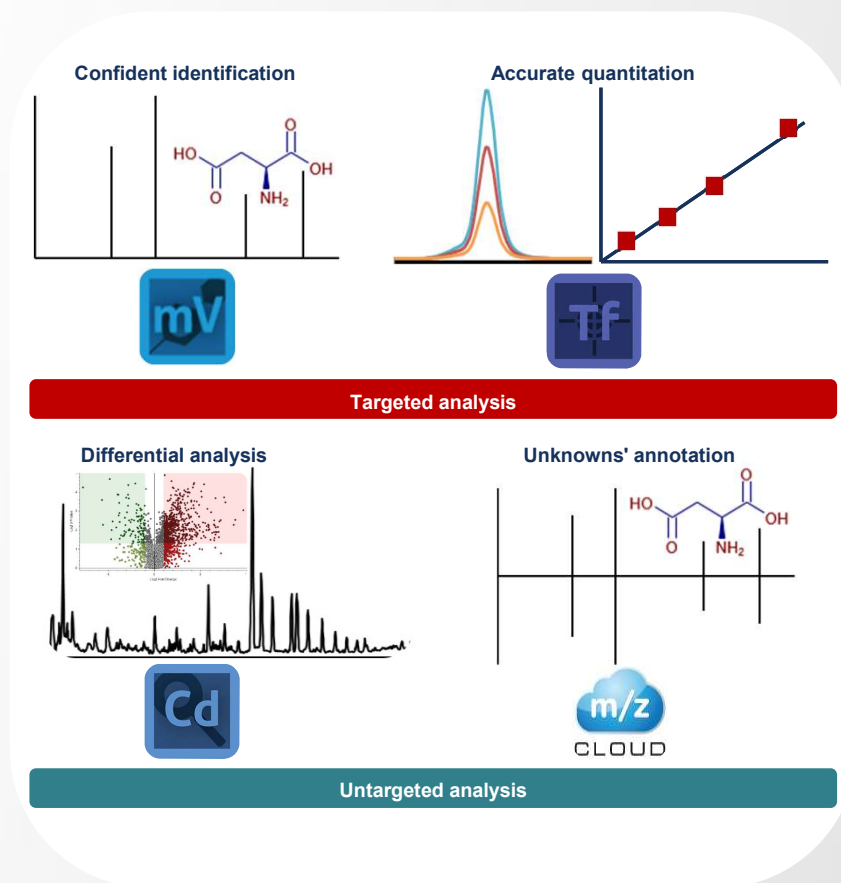 Confident identification
Accurate quantitation
O
HO
OH
O
NH2
mV
Tf
Targeted analysis
Differential analysis
Unknowns' annotation
O
HO
OH
O
NH2
Cd
m/z
CLOUD
Untargeted analysis